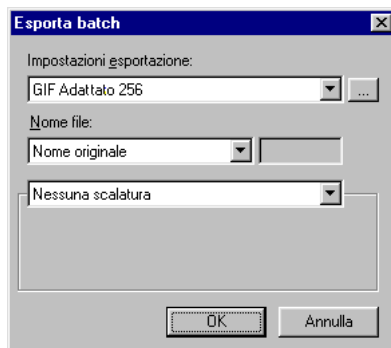 Esporta batch
Impostazioni esportazione:
GIF Adattato 256
...
Nome file:
Nome originale
Nessuna scalatura
OK
Annulla